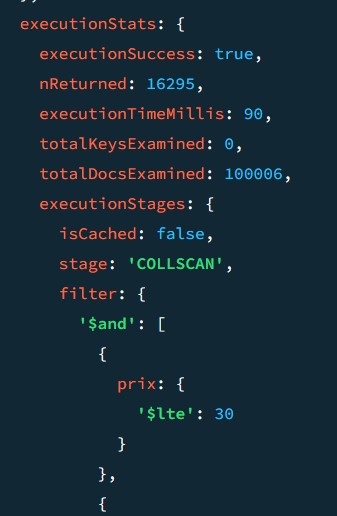 executionStats: {
executionSuccess: true,
nReturned: 16295,
executionTimeMillis: 90,
totalKeysExamined: 0,
totalDocsExamined: 100006,
executionStages: {
isCached: false,
stage: 'COLLSCAN',
filter: {
'$and': [
{
prix: {
'$lte': 30
}
},
{